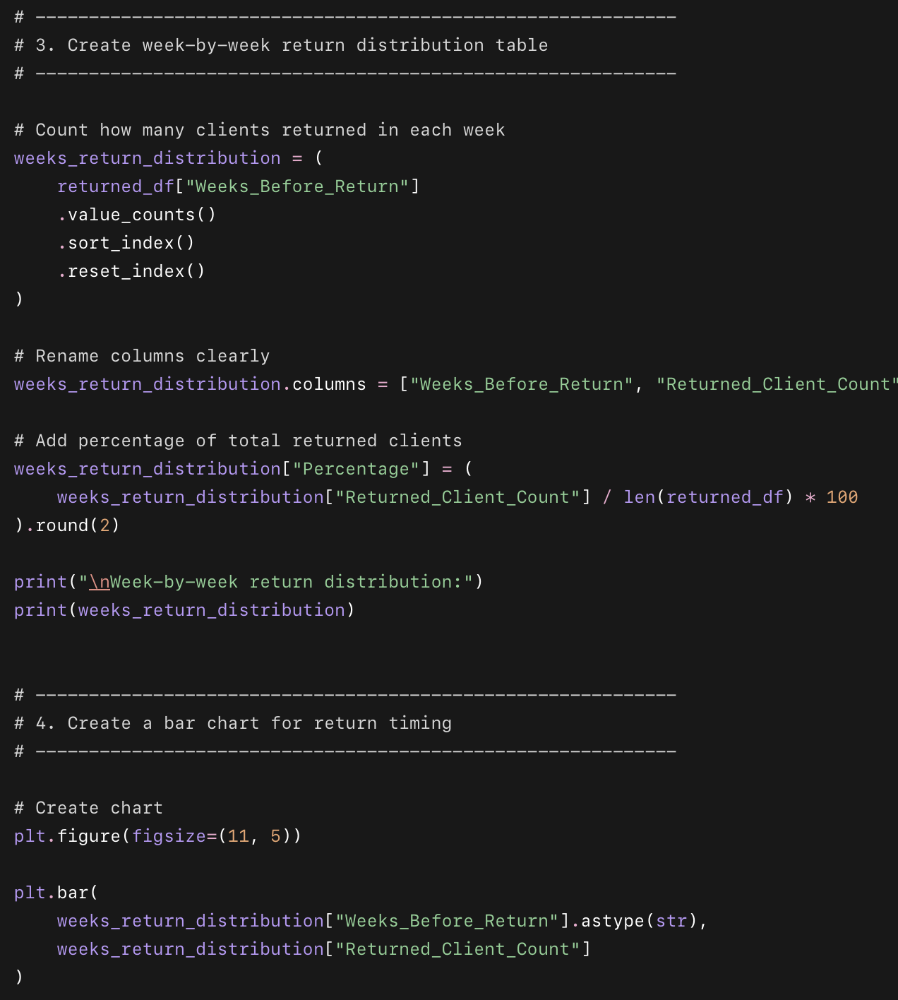 # ------------------------------------------------------------
# 3. Create week-by-week return distribution table
# ------------------------------------------------------------
# Count how many clients returned in each week
weeks_return_distribution = (
    returned_df["Weeks_Before_Return"]
    .value_counts()
    .sort_index()
    .reset_index()
)
# Rename columns clearly
weeks_return_distribution.columns = ["Weeks_Before_Return", "Returned_Client_Count"
# Add percentage of total returned clients
weeks_return_distribution["Percentage"] = (
    weeks_return_distribution["Returned_Client_Count"] / len(returned_df) * 100
).round(2)
print("\nWeek-by-week return distribution:")
print(weeks_return_distribution)
# ------------------------------------------------------------
# 4. Create a bar chart for return timing
# ------------------------------------------------------------
# Create chart
plt.figure(figsize=(11, 5))
plt.bar(
    weeks_return_distribution["Weeks_Before_Return"].astype(str),
    weeks_return_distribution["Returned_Client_Count"]
)